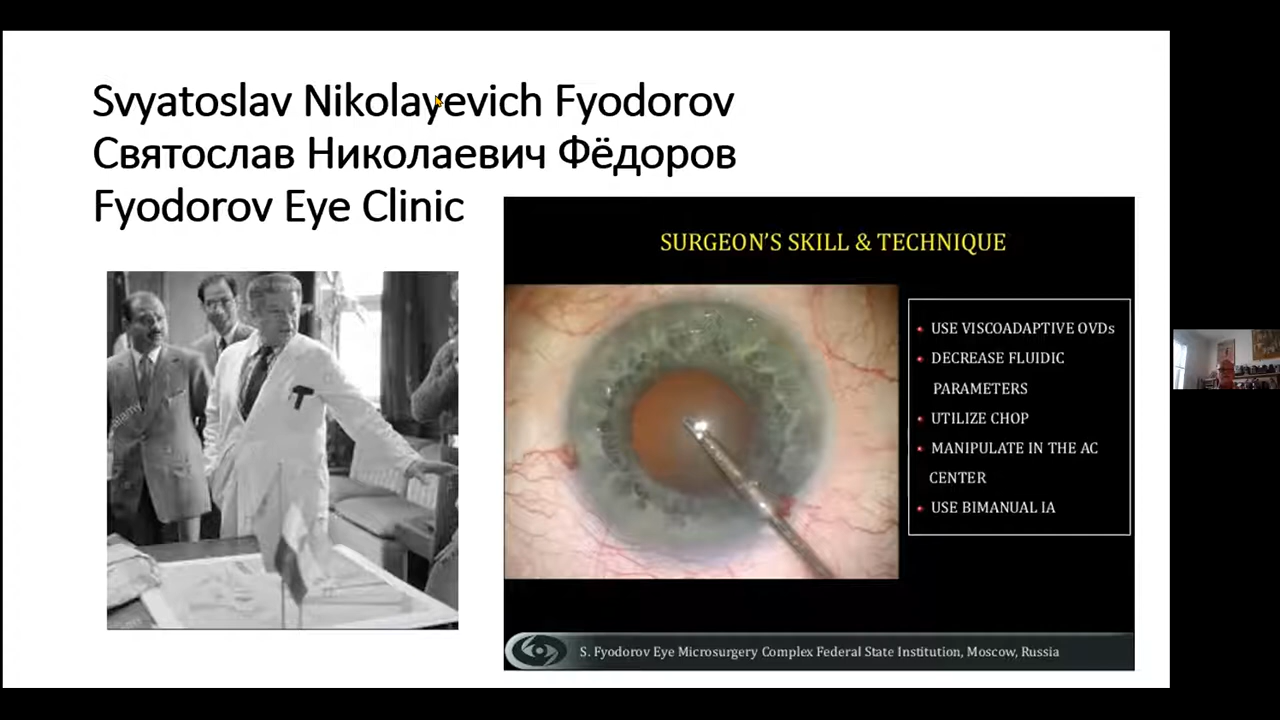 Svyatoslav Nikolayevich Fyodorov
Святослав Николаевич Фёдоров
Fyodorov Eye Clinic
SURGEON'S SKILL & TECHNIQUE
USE VISCOADAPTIVE OVDs
DECREASE FLUIDIC
PARAMETERS
UTILIZE CHOP
MANIPULATE IN THE AC
CENTER
USE BIMANUAL IA
S. Fyodorov Eye Microsurgery Complex Federal State Institution, Moscow, Russia
alamy